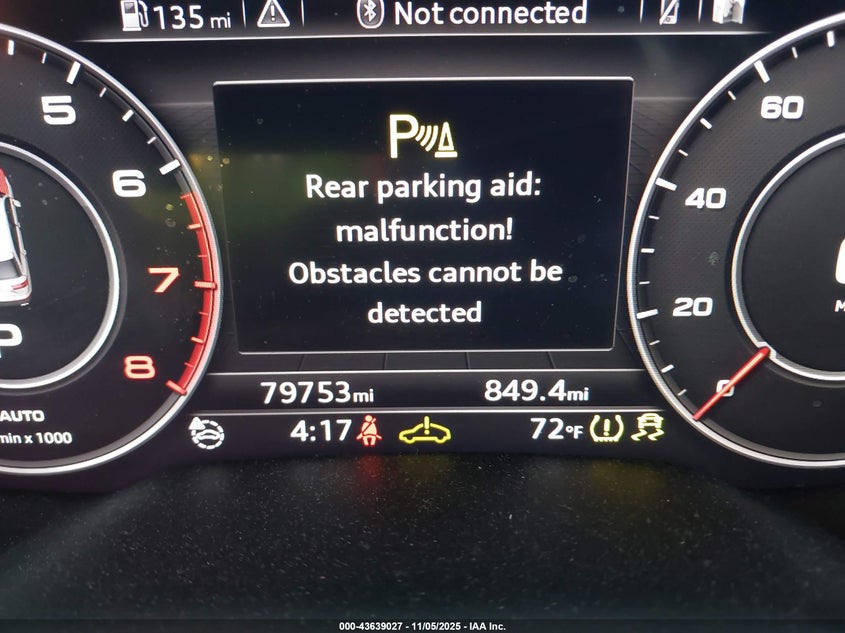 135 mi
Not connected
5
6
7
8
P
AUTO
min x 1000
P
Rear parking aid:
malfunction!
Obstacles cannot be
detected
79753mi
849.4mi
4:17
72°F
60
40
20
0
M
000-43639027 - 11/05/2025 - IAA Inc.